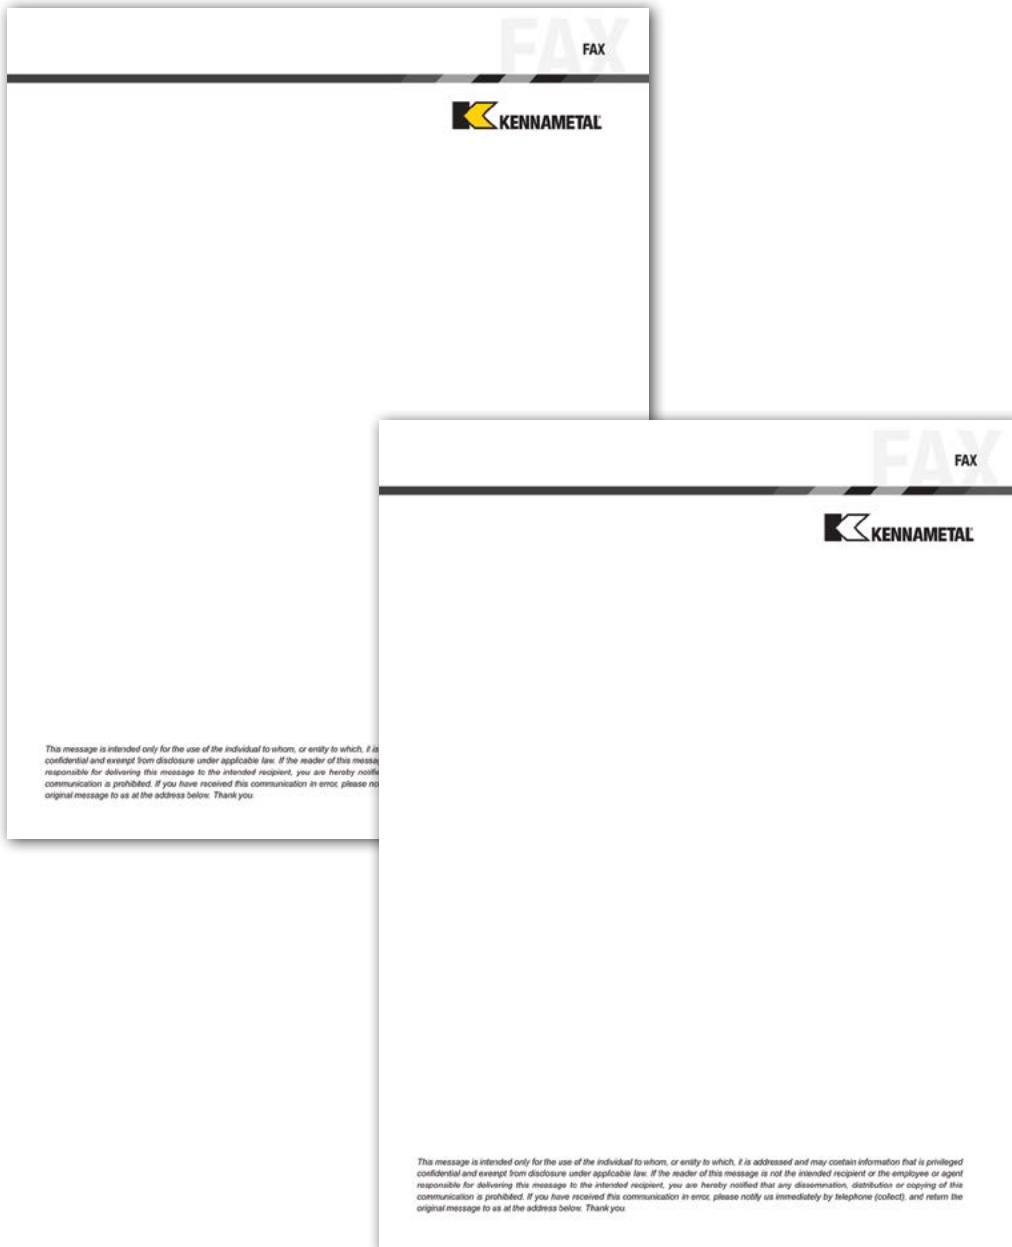 FAX
FAX
KENNAMETAL
This message is intended only for the use of the individual to whom, or entity to which, it is
confidential and exempt from disclosure under applicable law. If the reader of this messag
responsible for delivering this message to the intended recipient, you are hereby notifie
communication is prohibited. If you have received this communication in error, please no
original message to us at the address below. Thank you.
FAX
FAX
KENNAMETAL
This message is intended only for the use of the individual to whom, or entity to which, it is addressed and may contain information that is privileged
confidential and exempt from disclosure under applicable law. If the reader of this message is not the intended recipient or the employee or agent
responsible for delivering this message to the intended recipient, you are hereby notified that any dissemnation, distribution or copying of this
communication is prohibited. If you have received this communication in error, please notify us immediately by telephone (collect), and return the
original message to us at the address below. Thank you.